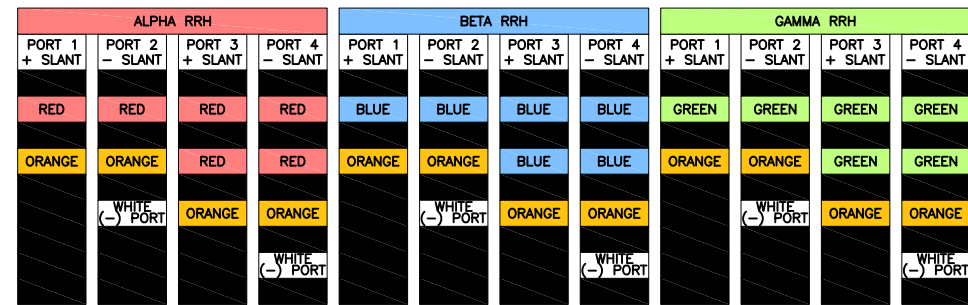 ALPHA RRH BETA RRH GAMMA RRH
PORT 1 PORT 2 PORT 3 PORT 4 PORT 1 PORT 2 PORT 3 PORT 4 PORT 1 PORT 2 PORT 3 PORT 4
+ SLANT - SLANT + SLANT - SLANT + SLANT - SLANT + SLANT - SLANT + SLANT - SLANT + SLANT - SLANT
RED RED RED RED BLUE BLUE BLUE BLUE GREEN GREEN GREEN GREEN
ORANGE ORANGE RED RED ORANGE ORANGE BLUE BLUE ORANGE ORANGE GREEN GREEN
WHITE ORANGE ORANGE WHITE ORANGE ORANGE WHITE ORANGE ORANGE
(-) PORT (-) PORT (-) PORT
WHITE WHITE WHITE
(-) PORT (-) PORT (-) PORT